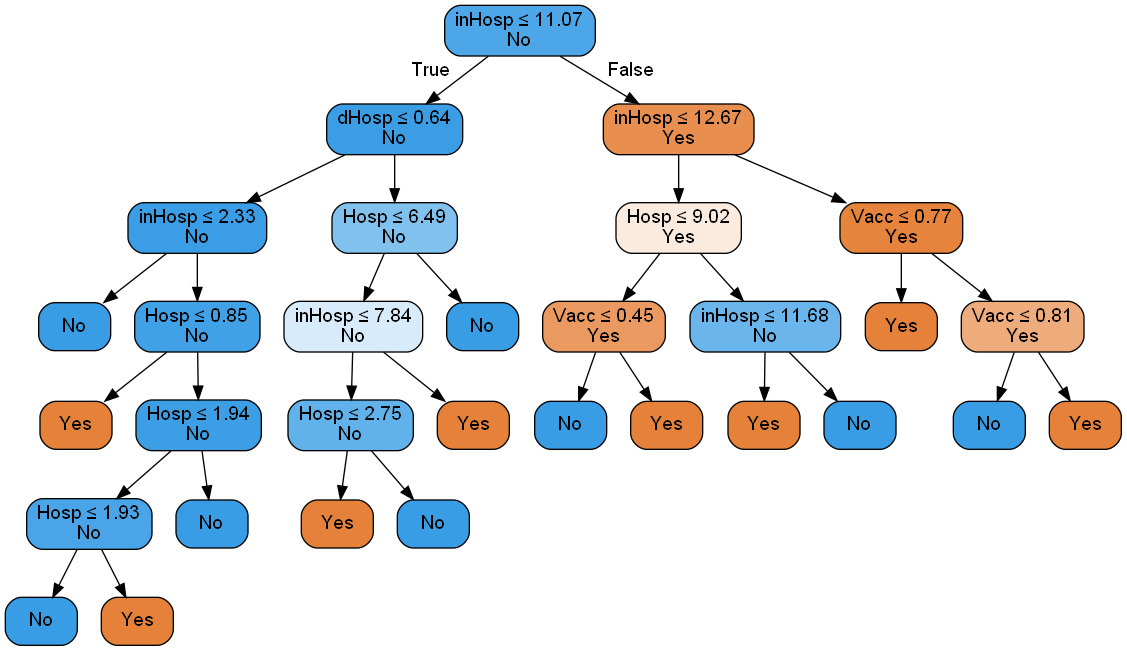 inHosp ≤ 11.07
No
True
False
dHosp ≤ 0.64
No
inHosp ≤ 12.67
Yes
inHosp ≤ 2.33
No
Hosp ≤ 6.49
No
Hosp ≤ 9.02
Yes
Vacc ≤ 0.77
Yes
No
Hosp ≤ 0.85
No
inHosp ≤ 7.84
No
No
Vacc ≤ 0.45
Yes
inHosp ≤ 11.68
No
Yes
Vacc ≤ 0.81
Yes
Yes
Hosp ≤ 1.94
No
Hosp ≤ 2.75
No
Yes
No
Yes
Yes
No
No
Yes
Hosp ≤ 1.93
No
No
Yes
No
No
Yes